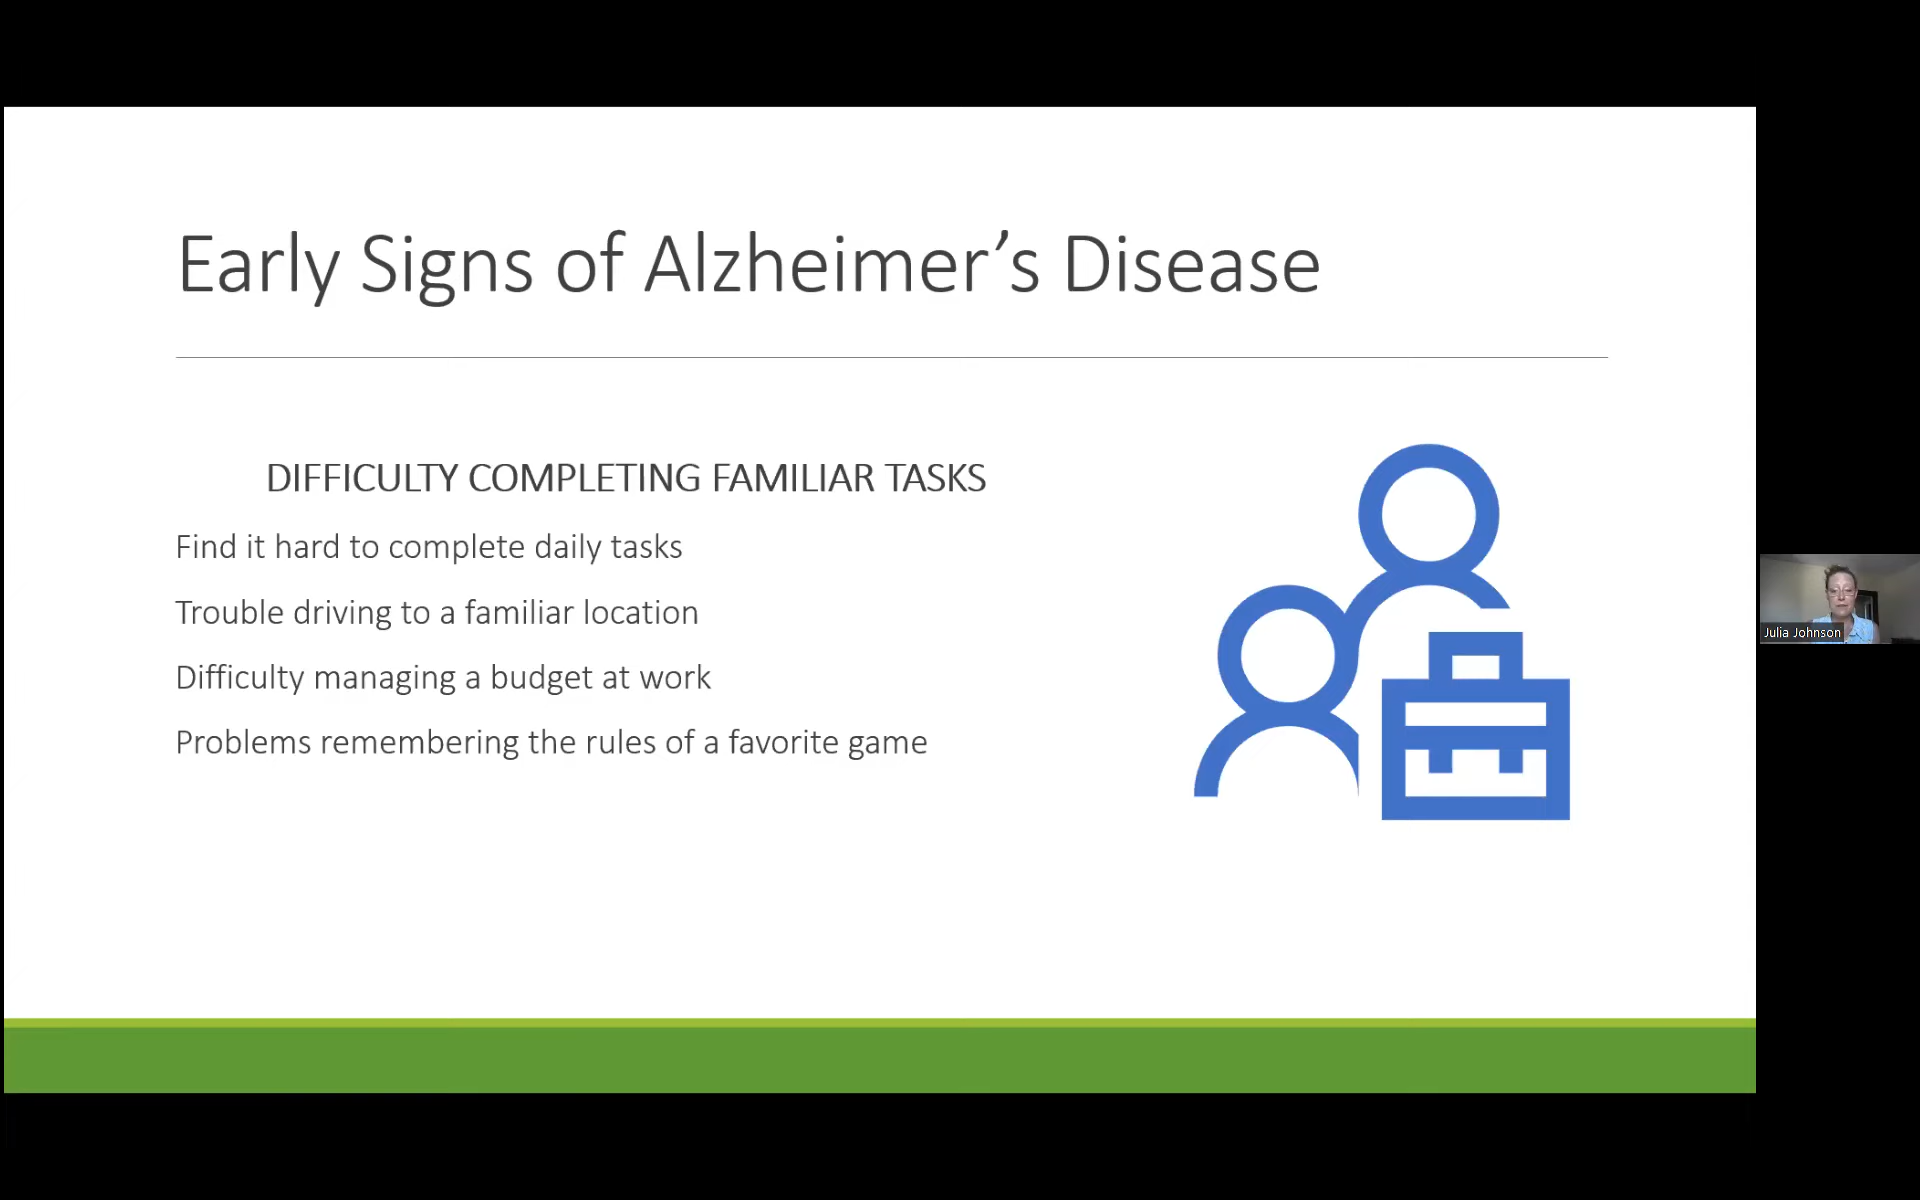 Early Signs of Alzheimer’s Disease
DIFFICULTY COMPLETING FAMILIAR TASKS
Find it hard to complete daily tasks
Trouble driving to a familiar location
Difficulty managing a budget at work
Problems remembering the rules of a favorite game
Julia Johnson